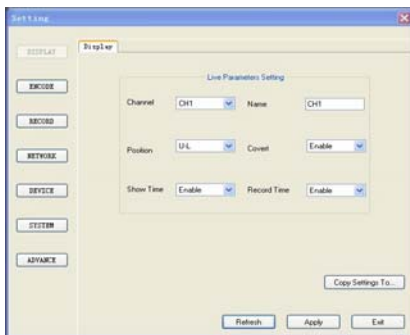 Setting
DISPLAY
Display
ENCODE
RECORD
NETWORK
DEVICE
SYSTEM
ADVANCE
Live Parameters Setting
Channel CH1 Name CH1
Position U-L Covert Enable
Show Time Enable Record Time Enable
Copy Settings To...
Refresh Apply Exit